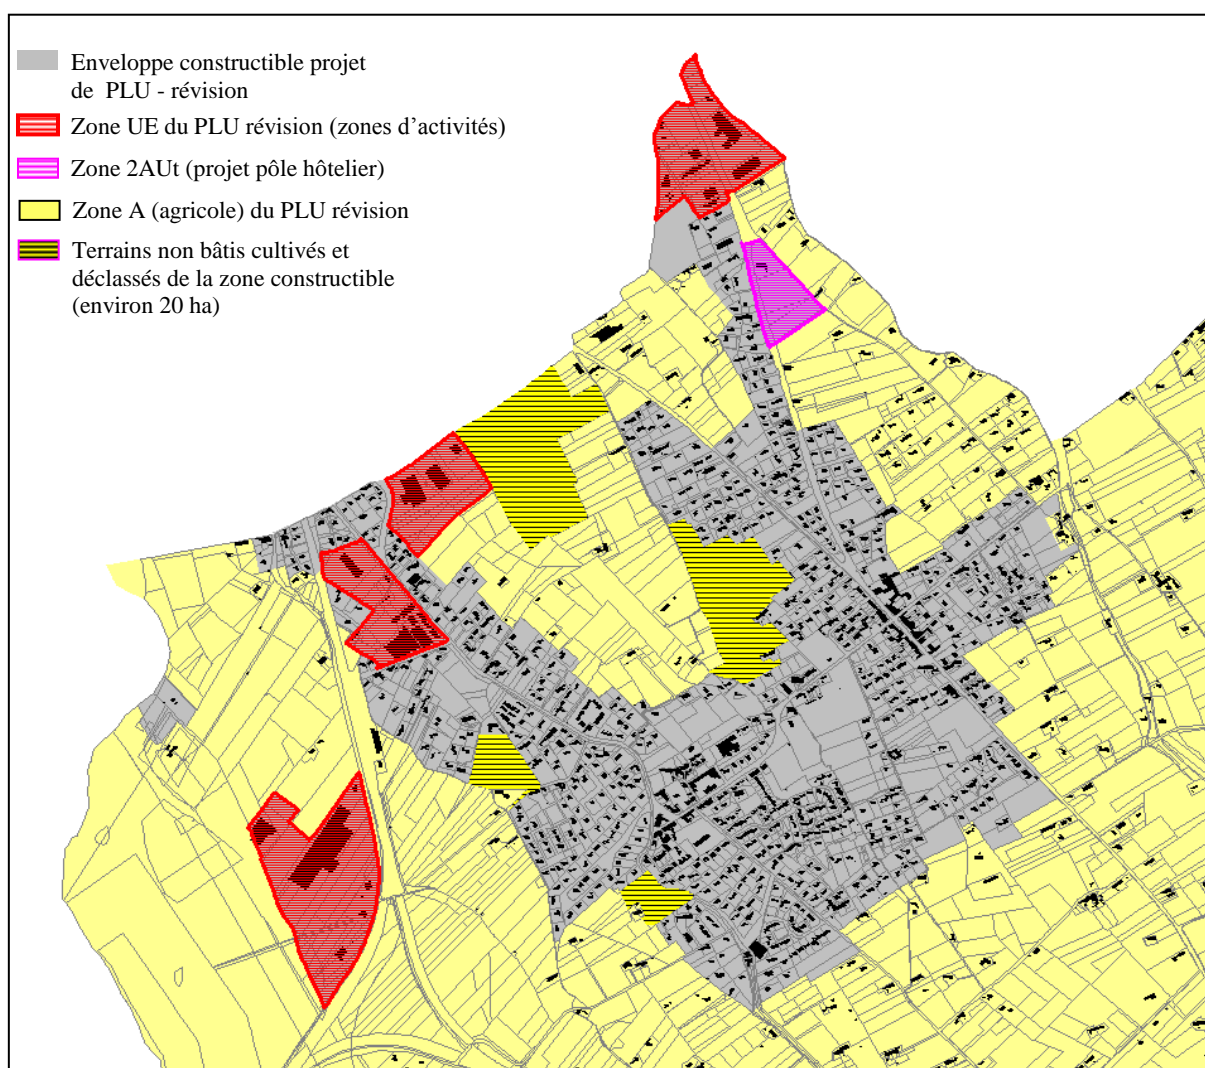 Enveloppe constructible projet
de PLU - révision
Zone UE du PLU révision (zones d’activités)
Zone 2AUt (projet pôle hôtelier)
Zone A (agricole) du PLU révision
Terrains non bâtis cultivés et
déclassés de la zone constructible
(environ 20 ha)